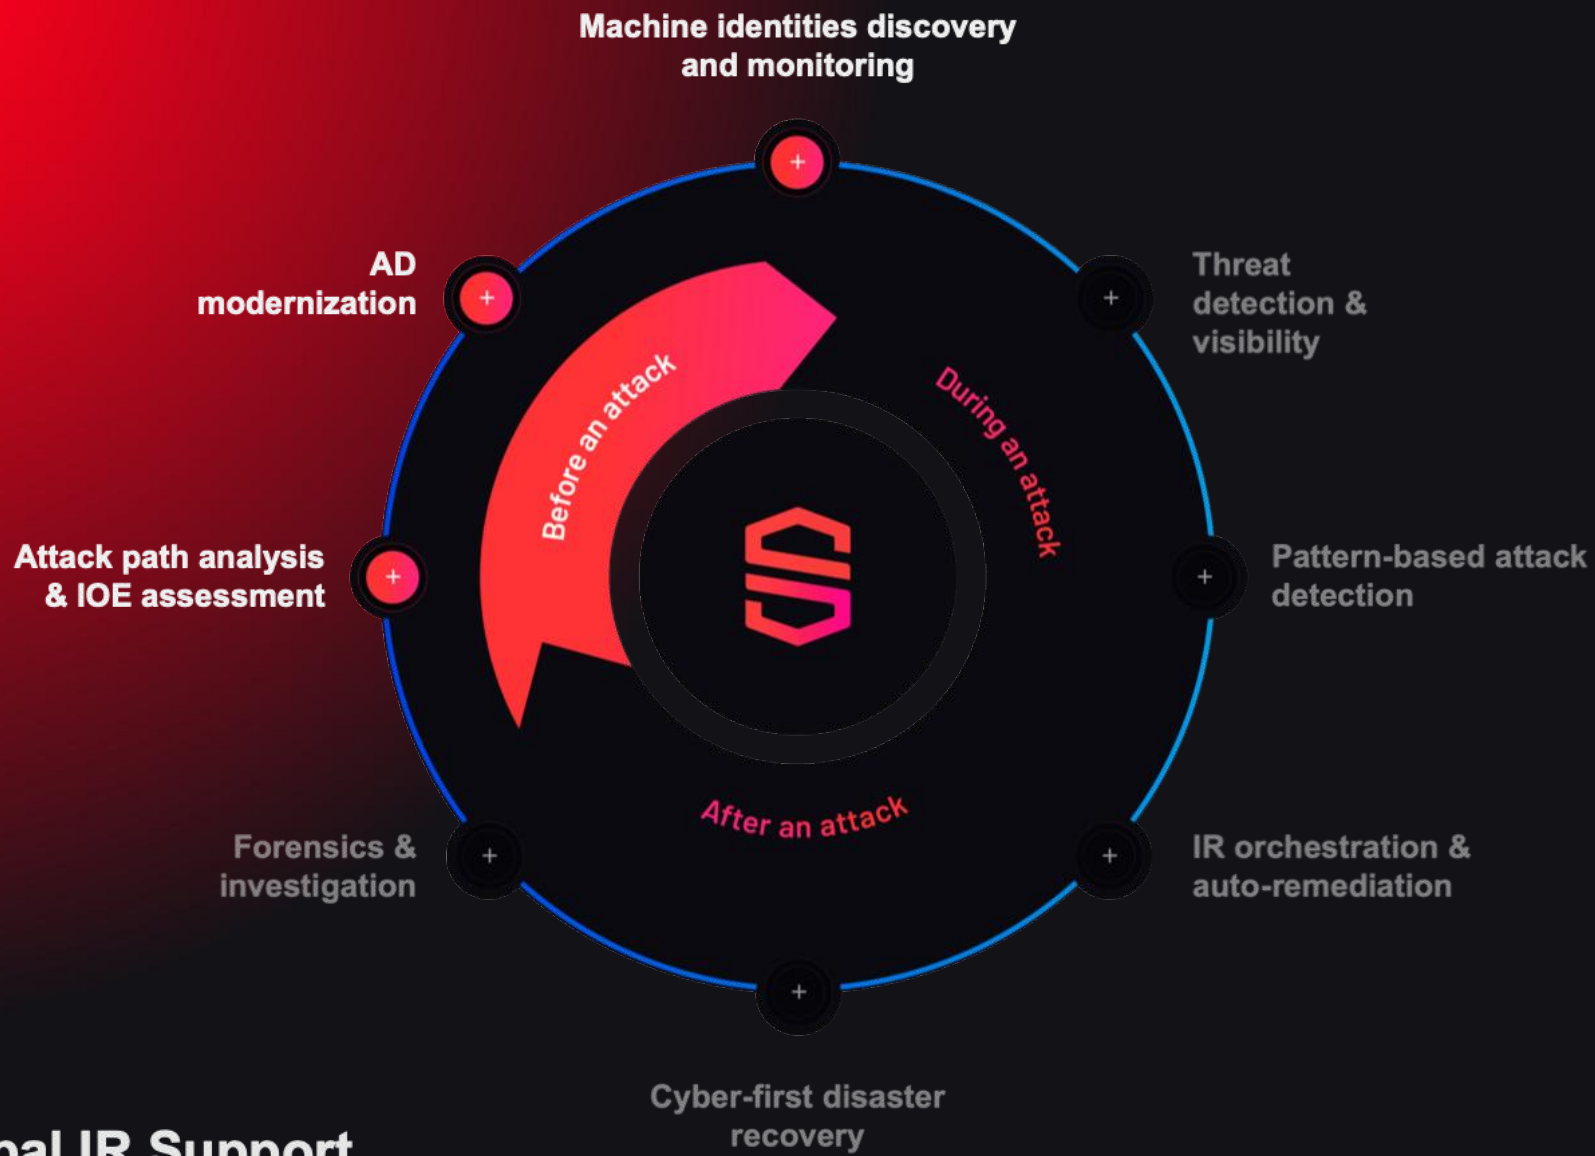 Machine identities discovery
and monitoring
AD
modernization
Threat
detection &
visibility
Before an attack
During an attack
Attack path analysis
& IOE assessment
Pattern-based attack
detection
After an attack
Forensics &
investigation
IR orchestration &
auto-remediation
Cyber-first disaster
recovery
IR Support